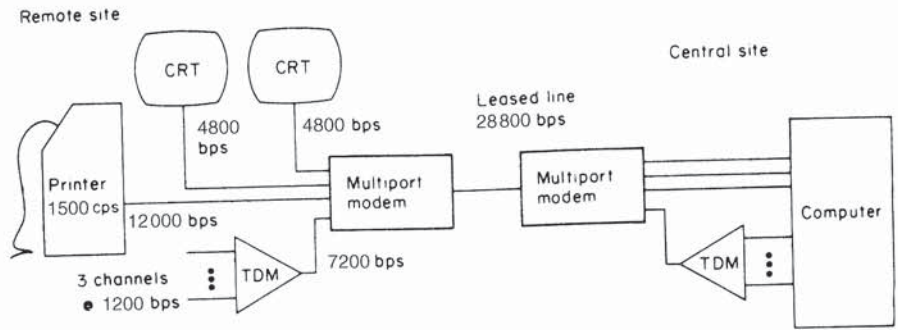 Remote site
CRT
CRT
Central site
Leased line
28800 bps
4800
bps
4800 bps
Printer
1500 cps
Multiport
modem
Multiport
modem
Computer
12000 bps
7200 bps
TDM
TDM
3 channels
@ 1200 bps